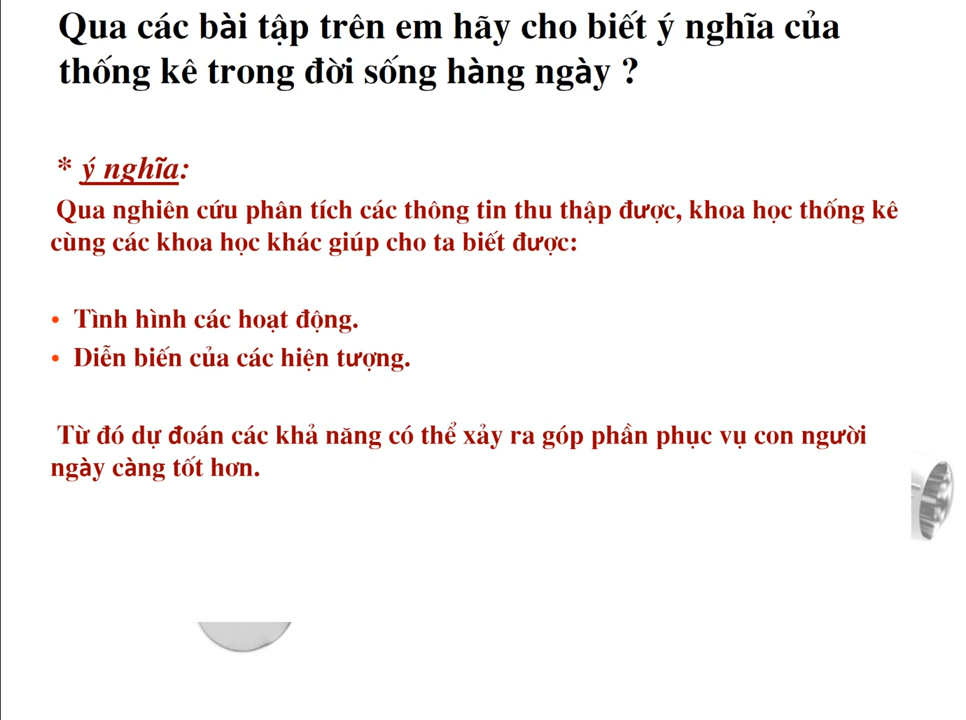 Qua các bài tập trên em hãy cho biết ý nghĩa của
thống kê trong đời sống hàng ngày ?
* ý nghĩa:
Qua nghiên cứu phân tích các thông tin thu thập được, khoa học thống kê
cùng các khoa học khác giúp cho ta biết được:
• Tình hình các hoạt động.
• Diễn biến của các hiện tượng.
Từ đó dự đoán các khả năng có thể xảy ra góp phần phục vụ con người
ngày càng tốt hơn.